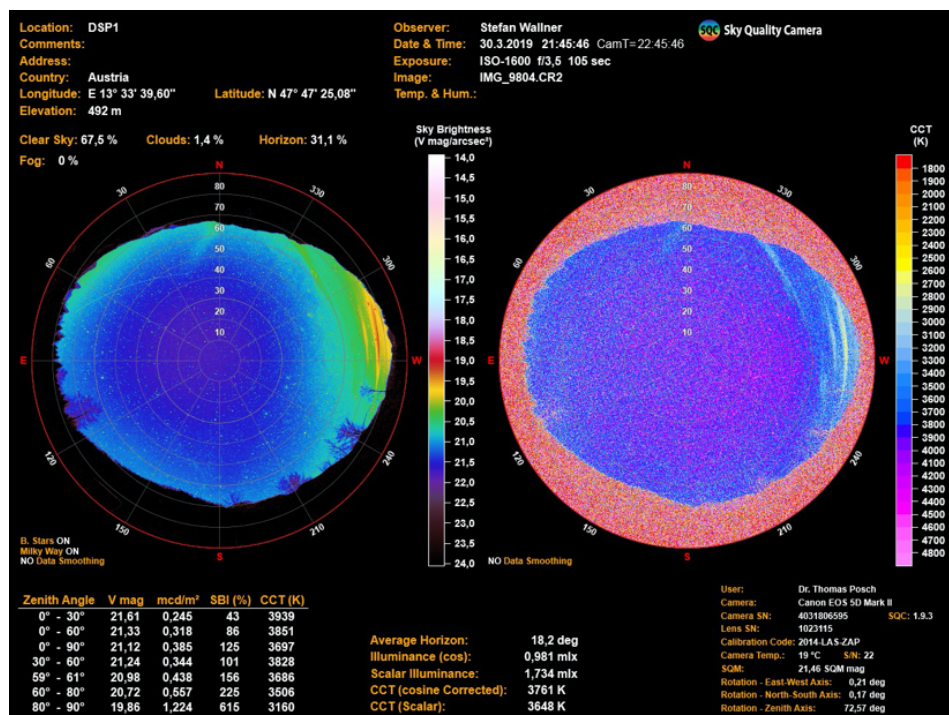 Location: DSP1
Comments:
Address:
Country: Austria
Longitude: E 13° 33' 39,60" Latitude: N 47° 47' 25,08"
Elevation: 492 m
Observer: Stefan Wallner
Date & Time: 30.3.2019 21:45:46 CamT=22:45:46
Exposure: ISO-1600 f/3,5 105 sec
Image: IMG_9804.CR2
Temp. & Hum.:
SQC Sky Quality Camera
Clear Sky: 67,5 % Clouds: 1,4 % Horizon: 31,1 %
Fog: 0 %
Sky Brightness
(V mag/arcsec²)
14,0
14,5
15,0
15,5
16,0
16,5
17,0
17,5
18,0
18,5
19,0
19,5
20,0
20,5
21,0
21,5
22,0
22,5
23,0
23,5
24,0
CCT
(K)
1800
1900
2000
2100
2200
2300
2400
2500
2600
2700
2800
2900
3000
3100
3200
3300
3400
3500
3600
3700
3800
3900
4000
4100
4200
4300
4400
4500
4600
4700
4800
N
30
330
60
300
E
W
120
240
150
210
S
80
70
60
50
40
30
20
10
N
30
330
60
300
E
W
120
240
150
210
S
80
70
60
50
40
30
20
10
B. Stars ON
Milky Way ON
NO Data Smoothing
NO Data Smoothing
Zenith Angle V mag mcd/m² SBI (%) CCT (K)
0° - 30° 21,61 0,245 43 3939
0° - 60° 21,33 0,318 86 3851
0° - 90° 21,12 0,385 125 3697
30° - 60° 21,24 0,344 101 3828
59° - 61° 20,98 0,438 156 3686
60° - 80° 20,72 0,557 225 3506
80° - 90° 19,86 1,224 615 3160
Average Horizon: 18,2 deg
Illuminance (cos): 0,981 mlx
Scalar Illuminance: 1,734 mlx
CCT (cosine Corrected): 3761 K
CCT (Scalar): 3648 K
User: Dr. Thomas Posch
Camera: Canon EOS 5D Mark II
Camera SN: 4031806595 SQC: 1.9.3
Lens SN: 1023115
Calibration Code: 2014-LAS-ZAP
Camera Temp.: 19 °C S/N: 22
SQM: 21,46 SQM mag
Rotation - East-West Axis: 0,21 deg
Rotation - North-South Axis: 0,17 deg
Rotation - Zenith Axis: 72,57 deg